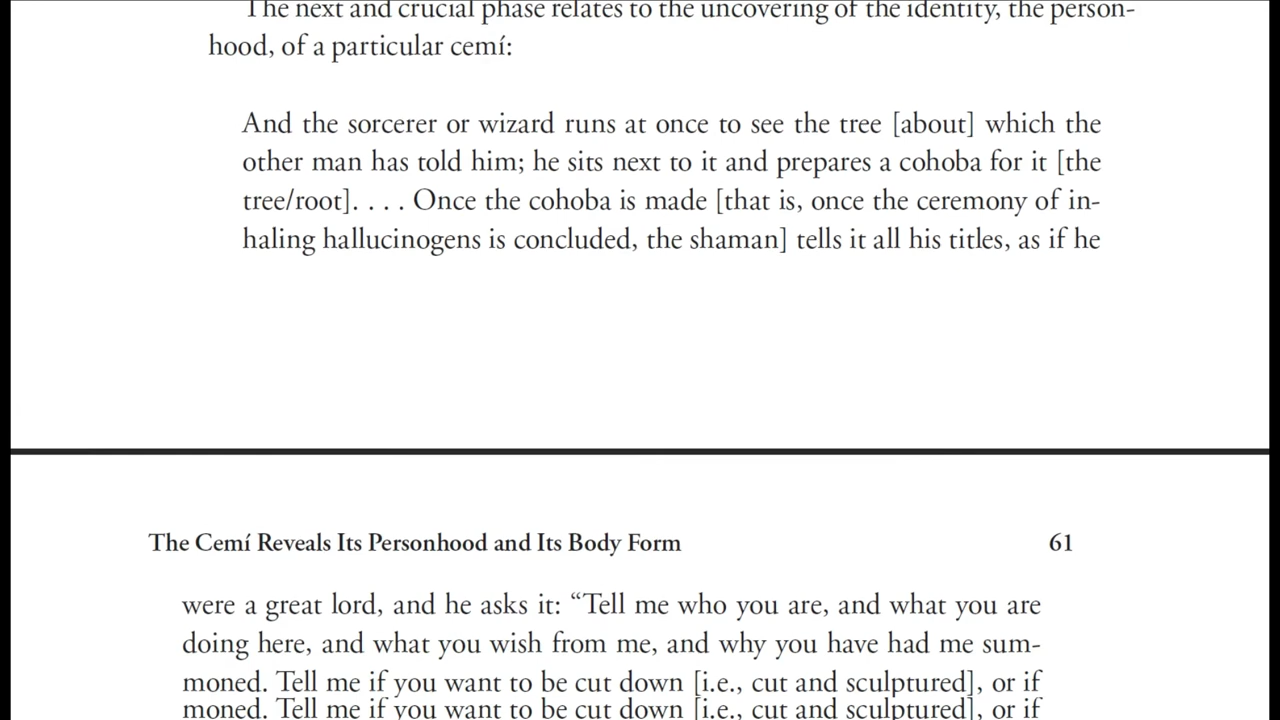 The next and crucial phase relates to the uncovering of the identity, the person-
hood, of a particular cemí:
And the sorcerer or wizard runs at once to see the tree [about] which the
other man has told him; he sits next to it and prepares a cohoba for it [the
tree/root]. . . . Once the cohoba is made [that is, once the ceremony of in-
haling hallucinogens is concluded, the shaman] tells it all his titles, as if he
The Cemí Reveals Its Personhood and Its Body Form 61
were a great lord, and he asks it: “Tell me who you are, and what you are
doing here, and what you wish from me, and why you have had me sum-
moned. Tell me if you want to be cut down [i.e., cut and sculptured], or if
moned. Tell me if you want to be cut down [i.e., cut and sculptured], or if